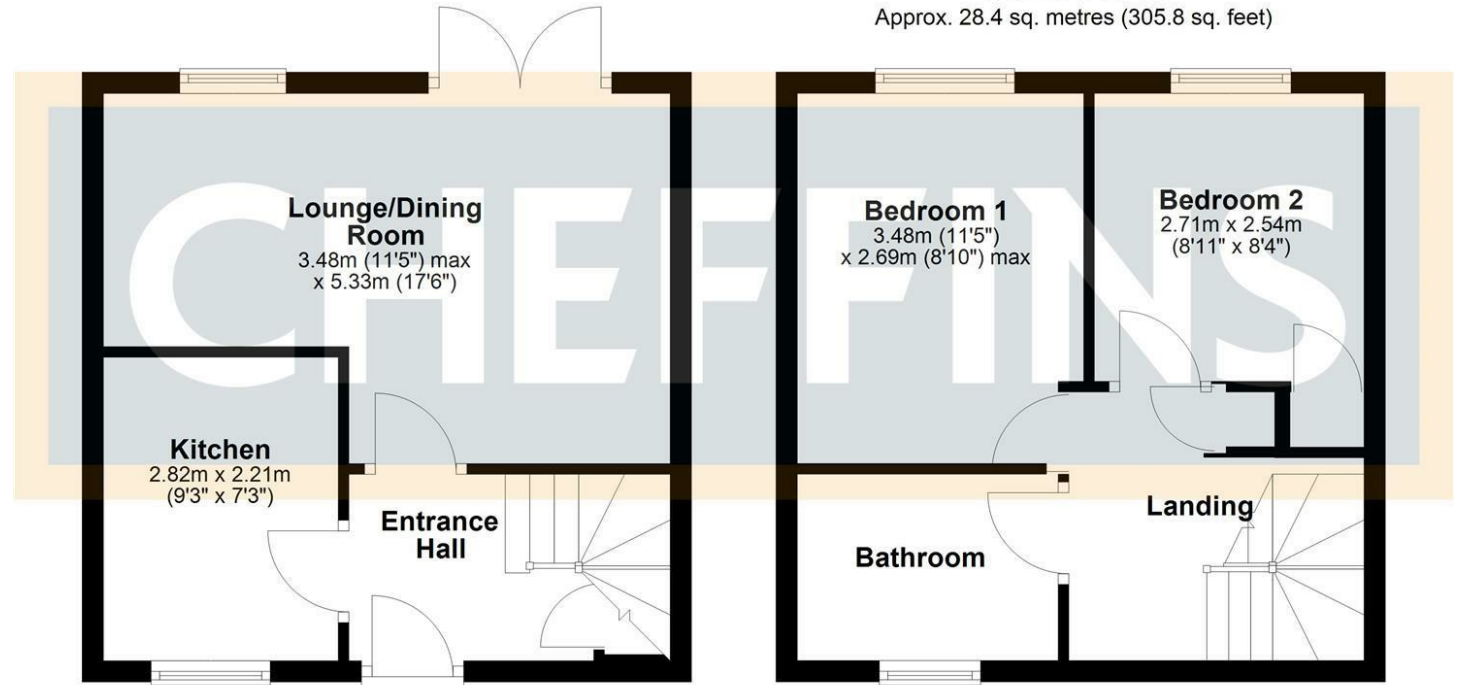 Approx. 28.4 sq. metres (305.8 sq. feet)
CHEFFINS
Lounge/Dining
Room
3.48m (11'5") max
x 5.33m (17'6")
Kitchen
2.82m x 2.21m
(9'3" x 7'3")
Entrance
Hall
Bedroom 1
3.48m (11'5")
x 2.69m (8'10") max
Bedroom 2
2.71m x 2.54m
(8'11" x 8'4")
Bathroom
Landing